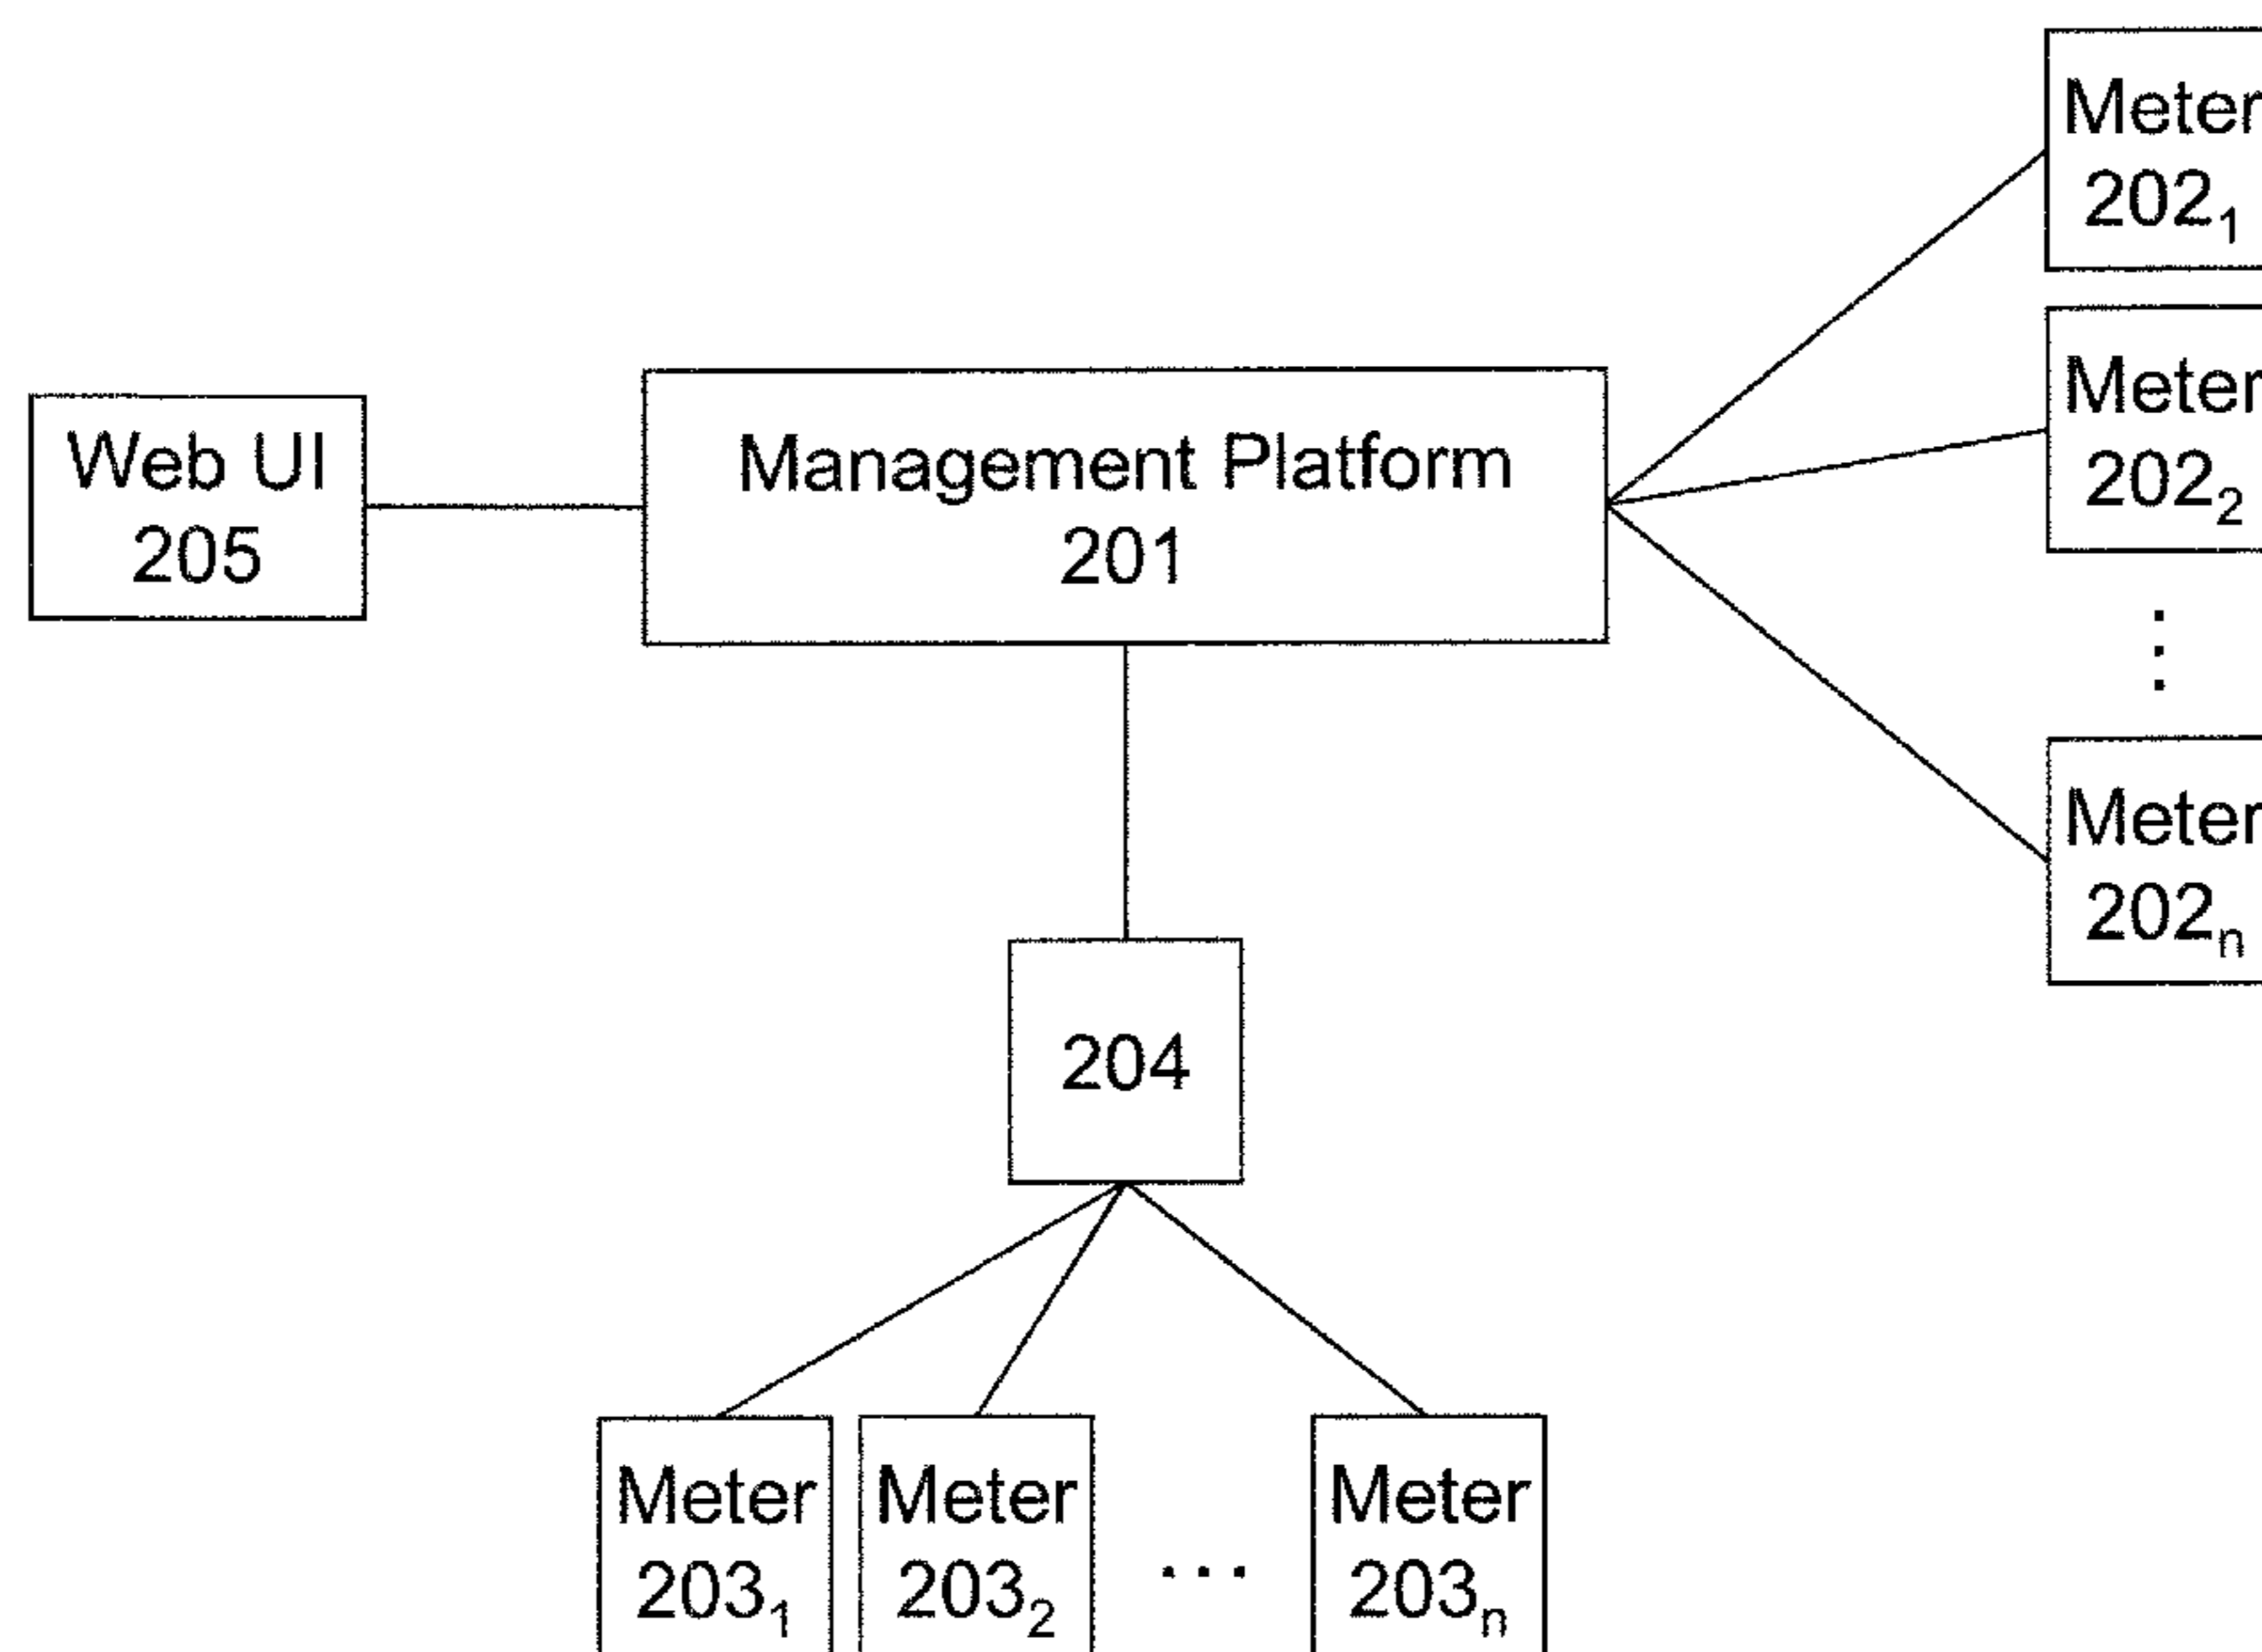 Meter
202₁
Meter
202₂
⋮
Meter
202ₙ
Web UI
205
Management Platform
201
204
Meter
203₁
Meter
203₂
...
Meter
203ₙ